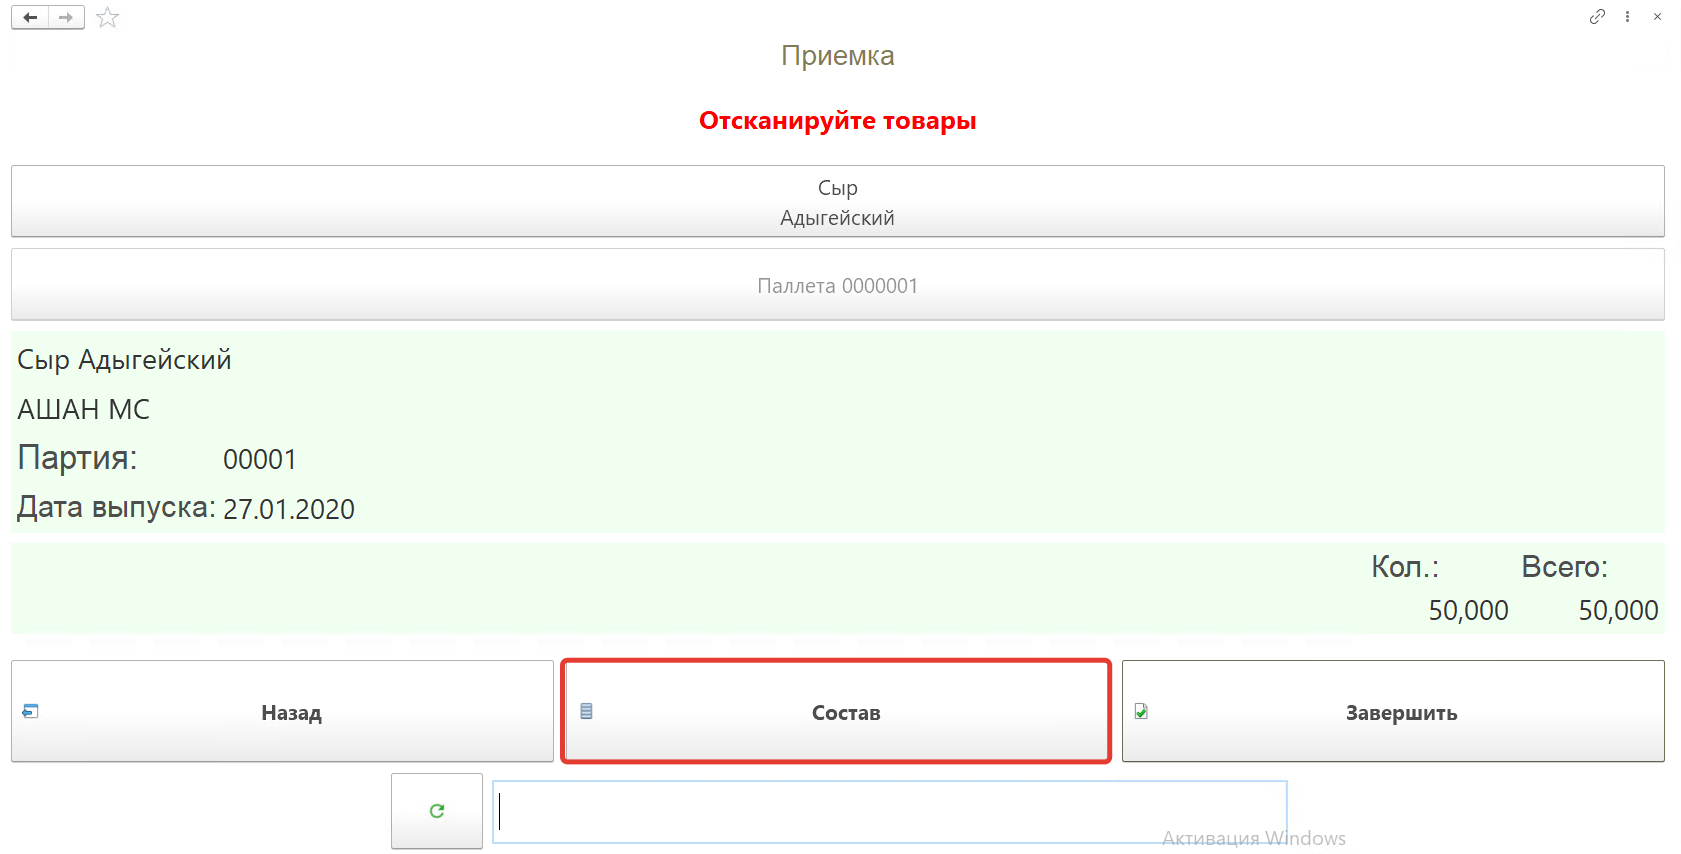 Приемка
Отсканируйте товары
Сыр
Адыгейский
Паллета 0000001
Сыр Адыгейский
АШАН МС
Партия: 00001
Дата выпуска: 27.01.2020
Кол.: Всего:
50,000 50,000
Назад Состав Завершить
Активация Windows